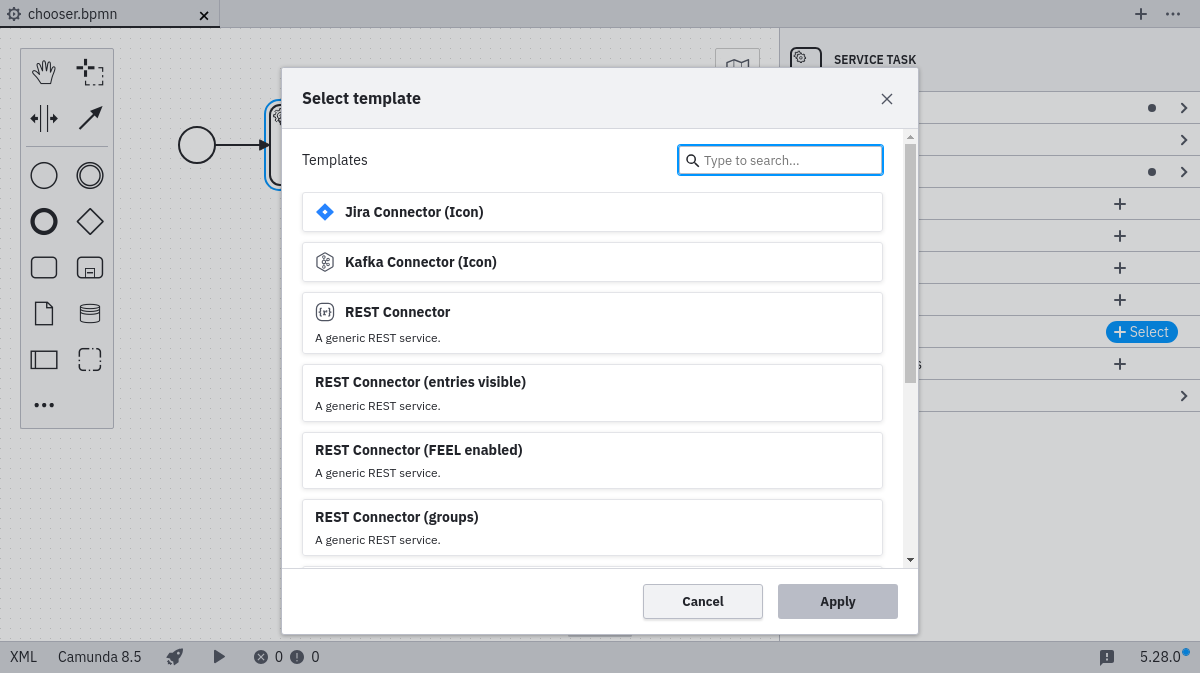 chooser.bpmn
SERVICE TASK
Select template
Templates
Type to search...
Jira Connector (Icon)
Kafka Connector (Icon)
{r}
REST Connector
A generic REST service.
REST Connector (entries visible)
A generic REST service.
REST Connector (FEEL enabled)
A generic REST service.
REST Connector (groups)
A generic REST service.
Select
s
Cancel
Apply
XML
Camunda 8.5
0
0
5.28.0